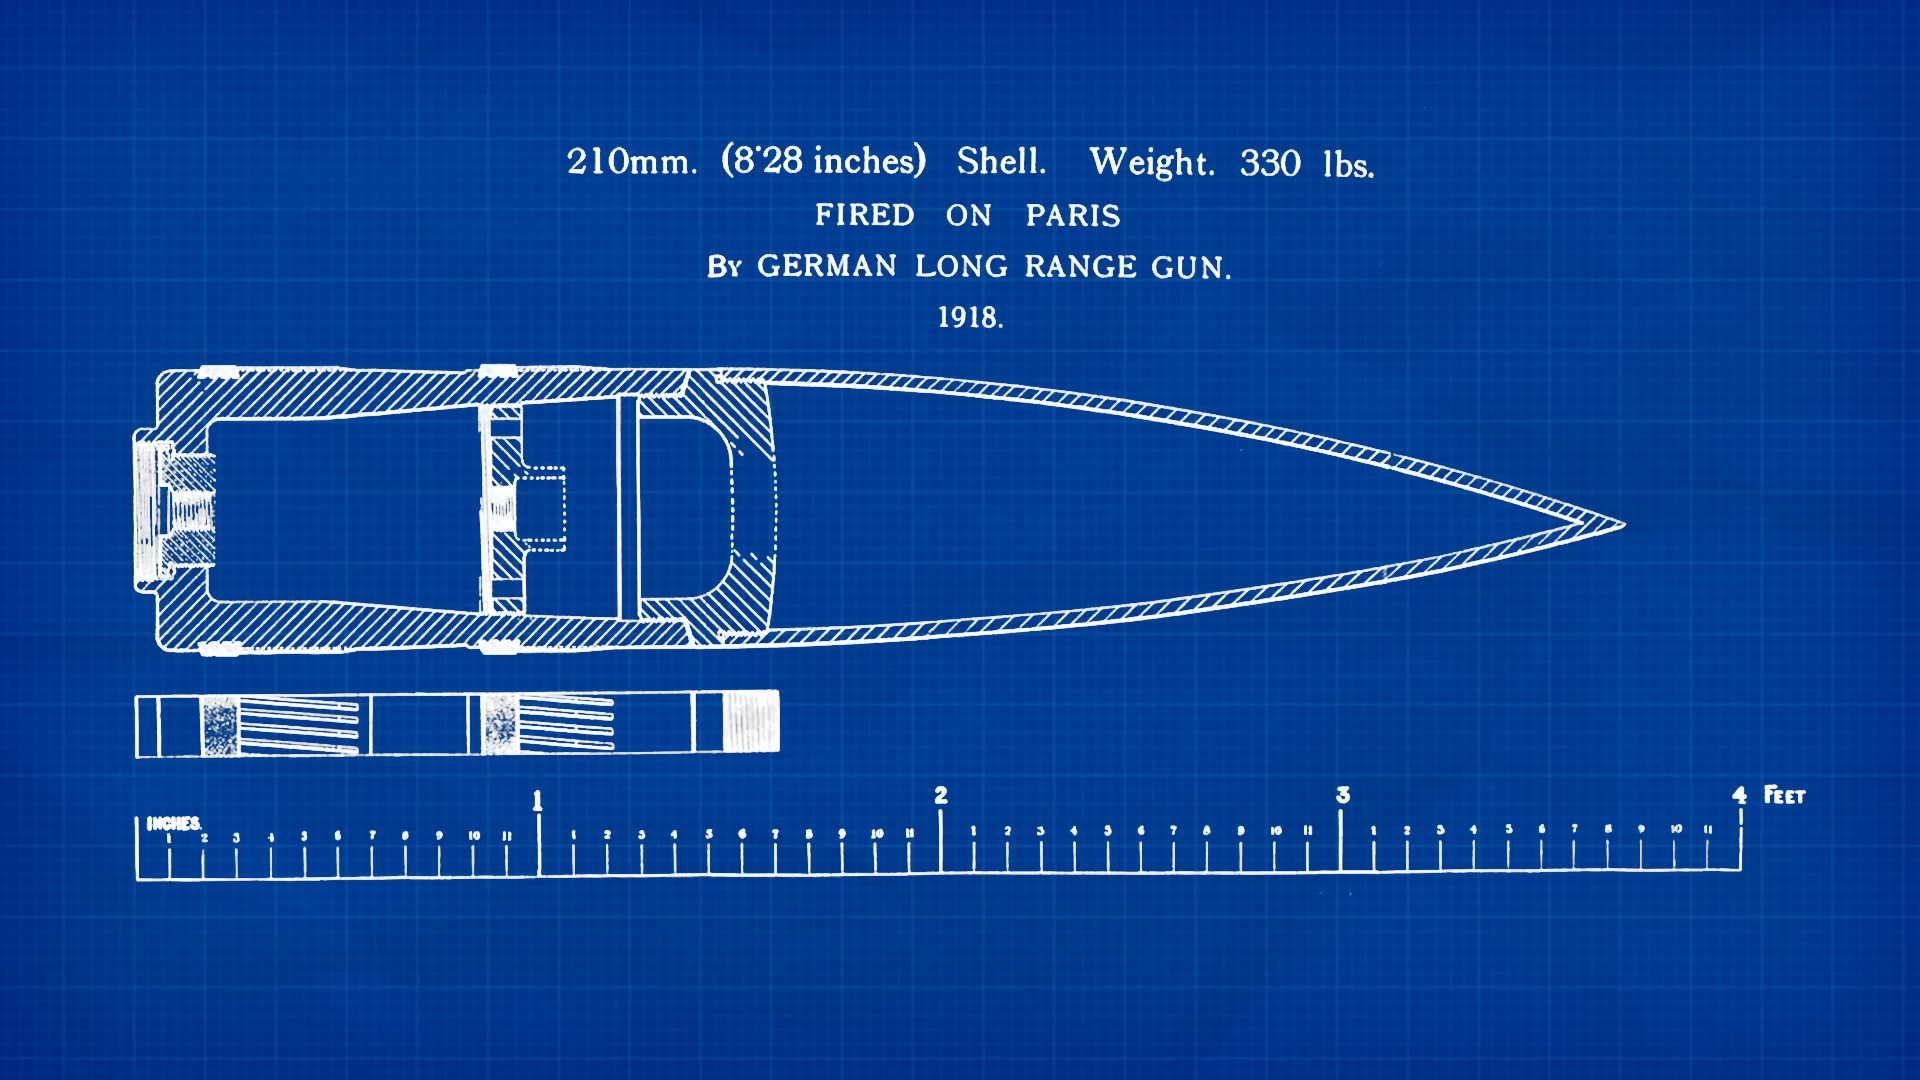 210mm. (8·28 inches) Shell. Weight. 330 lbs.
FIRED ON PARIS
By GERMAN LONG RANGE GUN.
1918.
1 2 3 4 FEET
INCHES.
1 2 3 4 5 6 7 8 9 10 11 1 2 3 4 5 6 7 8 9 10 11 1 2 3 4 5 6 7 8 9 10 11 1 2 3 4 5 6 7 8 9 10 11